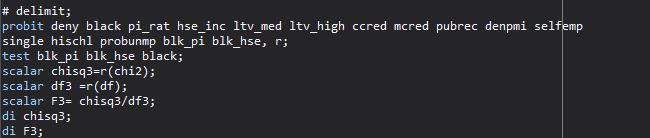 # delimit;
probit deny black pi_rat hse_inc ltv_med ltv_high ccred mcred pubrec denpmi selfemp
single hischl probunmp blk_pi blk_hse, r;
test blk_pi blk_hse black;
scalar chisq3=r(chi2);
scalar df3 =r(df);
scalar F3= chisq3/df3;
di chisq3;
di F3;